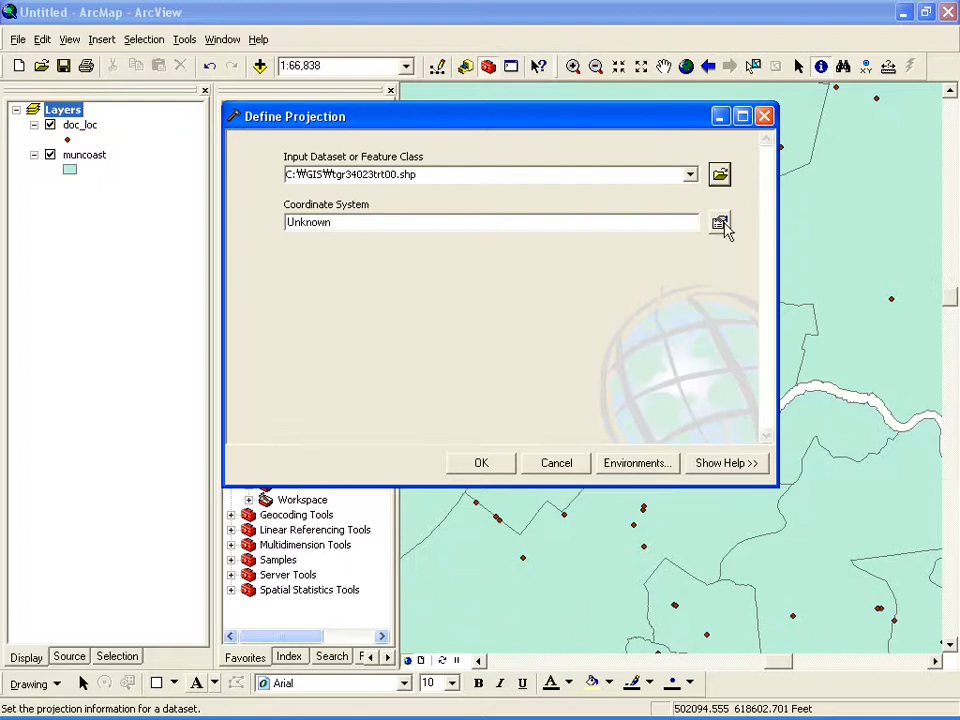 Untitled - ArcMap - ArcView
File Edit View Insert Selection Tools Window Help
1:66,838
Layers
doc_loc
muncoast
Define Projection
Input Dataset or Feature Class
C:₩GIS₩tgr34023trt00.shp
Coordinate System
Unknown
OK
Cancel
Environments...
Show Help >>
Workspace
Geocoding Tools
Linear Referencing Tools
Multidimension Tools
Samples
Server Tools
Spatial Statistics Tools
Display Source Selection
Favorites Index Search
Drawing
A
Arial
10
B I U A
Set the projection information for a dataset.
502094.555 618602.701 Feet